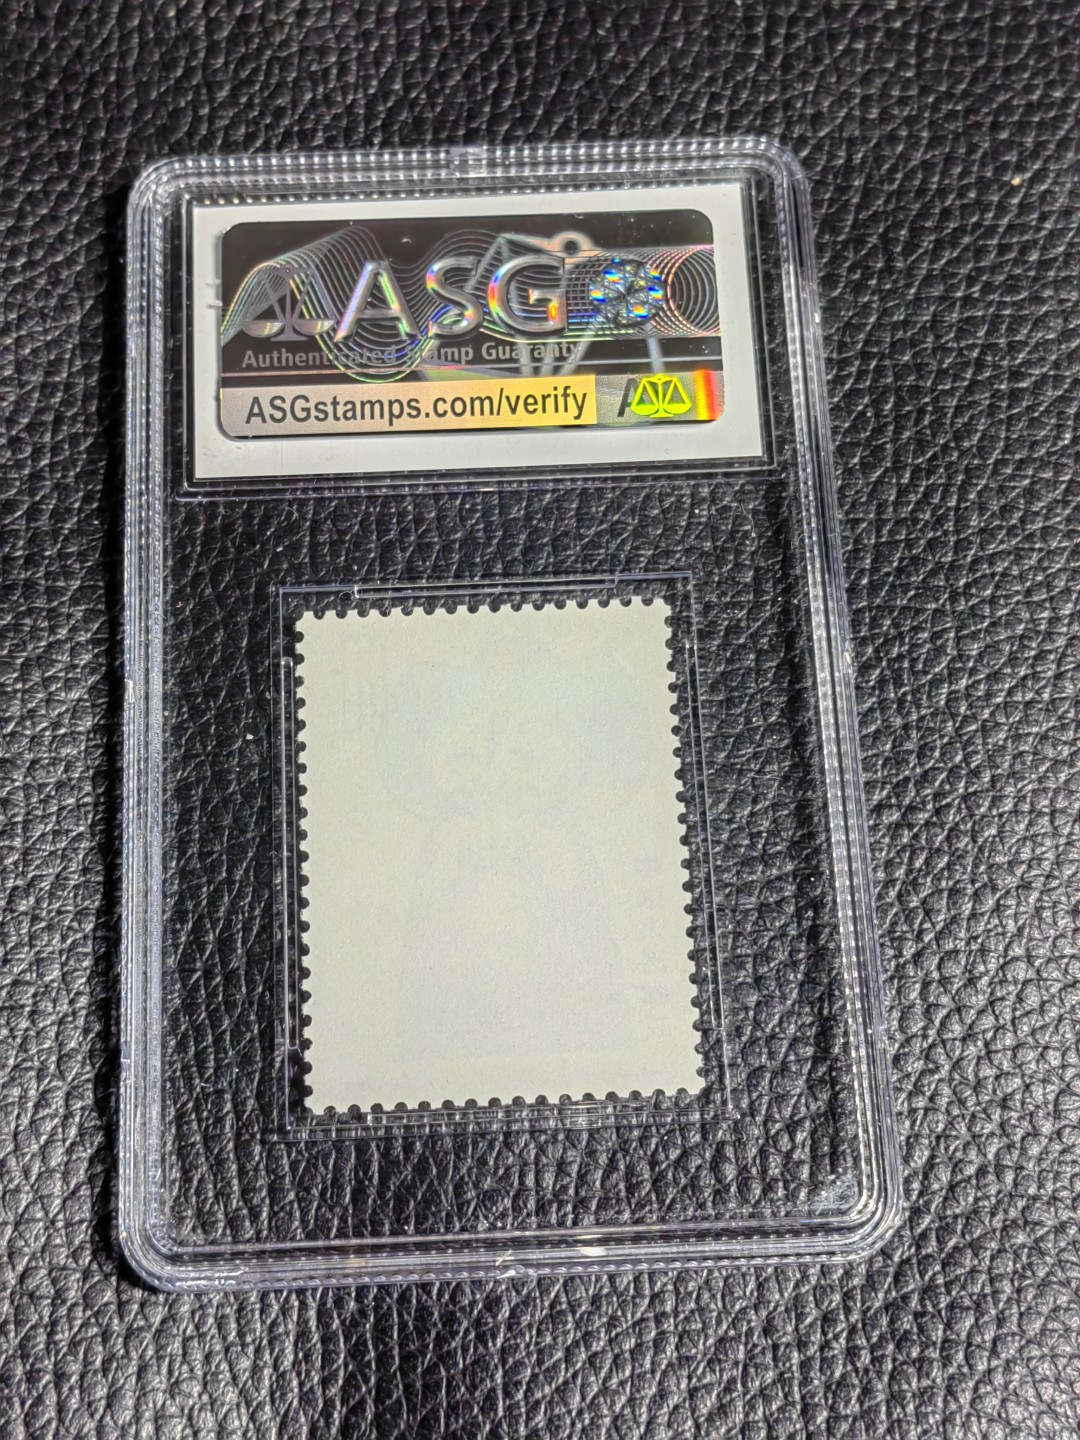 ASG
Authenticated Stamp Guaranty
ASGstamps.com/verify